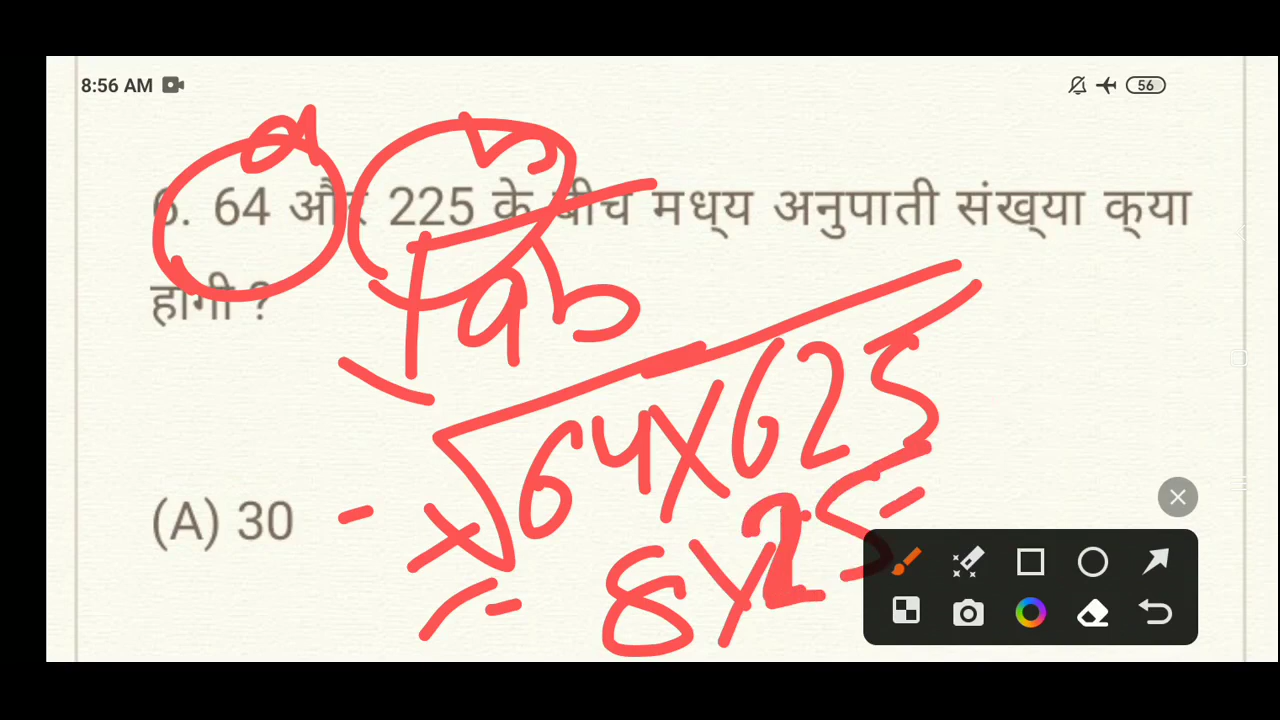 8:56 AM 56
a b
6. 64 और 225 के बीच मध्य अनुपाती संख्या क्या
होगी ?
√ab
√64×625
(A) 30
= 8×25